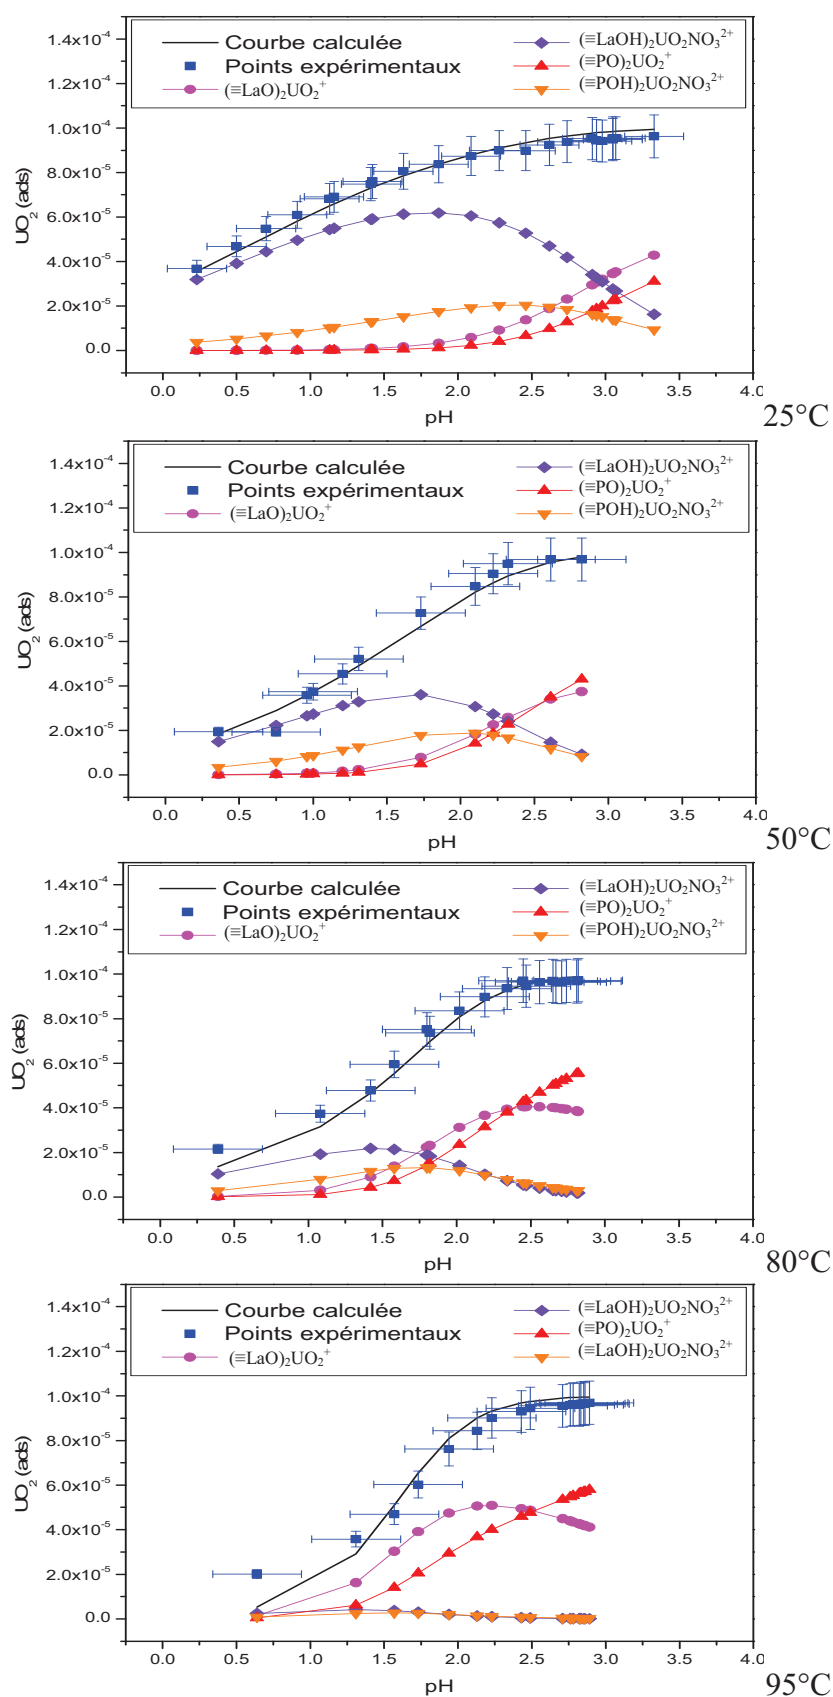 Courbe calculée
Points expérimentaux
(≡LaO)₂UO₂⁺
(≡LaOH)₂UO₂NO₃²⁺
(≡PO)₂UO₂⁺
(≡POH)₂UO₂NO₃²⁺
1.4x10⁻⁴
1.2x10⁻⁴
1.0x10⁻⁴
8.0x10⁻⁵
6.0x10⁻⁵
4.0x10⁻⁵
2.0x10⁻⁵
0.0
UO₂ (ads)
0.0 0.5 1.0 1.5 2.0 2.5 3.0 3.5 4.0
pH
25°C
Courbe calculée
Points expérimentaux
(≡LaO)₂UO₂⁺
(≡LaOH)₂UO₂NO₃²⁺
(≡PO)₂UO₂⁺
(≡POH)₂UO₂NO₃²⁺
1.4x10⁻⁴
1.2x10⁻⁴
1.0x10⁻⁴
8.0x10⁻⁵
6.0x10⁻⁵
4.0x10⁻⁵
2.0x10⁻⁵
0.0
UO₂ (ads)
0.0 0.5 1.0 1.5 2.0 2.5 3.0 3.5 4.0
pH
50°C
Courbe calculée
Points expérimentaux
(≡LaO)₂UO₂⁺
(≡LaOH)₂UO₂NO₃²⁺
(≡PO)₂UO₂⁺
(≡POH)₂UO₂NO₃²⁺
1.4x10⁻⁴
1.2x10⁻⁴
1.0x10⁻⁴
8.0x10⁻⁵
6.0x10⁻⁵
4.0x10⁻⁵
2.0x10⁻⁵
0.0
UO₂ (ads)
0.0 0.5 1.0 1.5 2.0 2.5 3.0 3.5 4.0
pH
80°C
Courbe calculée
Points expérimentaux
(≡LaO)₂UO₂⁺
(≡LaOH)₂UO₂NO₃²⁺
(≡PO)₂UO₂⁺
(≡LaOH)₂UO₂NO₃²⁺
1.4x10⁻⁴
1.2x10⁻⁴
1.0x10⁻⁴
8.0x10⁻⁵
6.0x10⁻⁵
4.0x10⁻⁵
2.0x10⁻⁵
0.0
UO₂ (ads)
0.0 0.5 1.0 1.5 2.0 2.5 3.0 3.5 4.0
pH
95°C